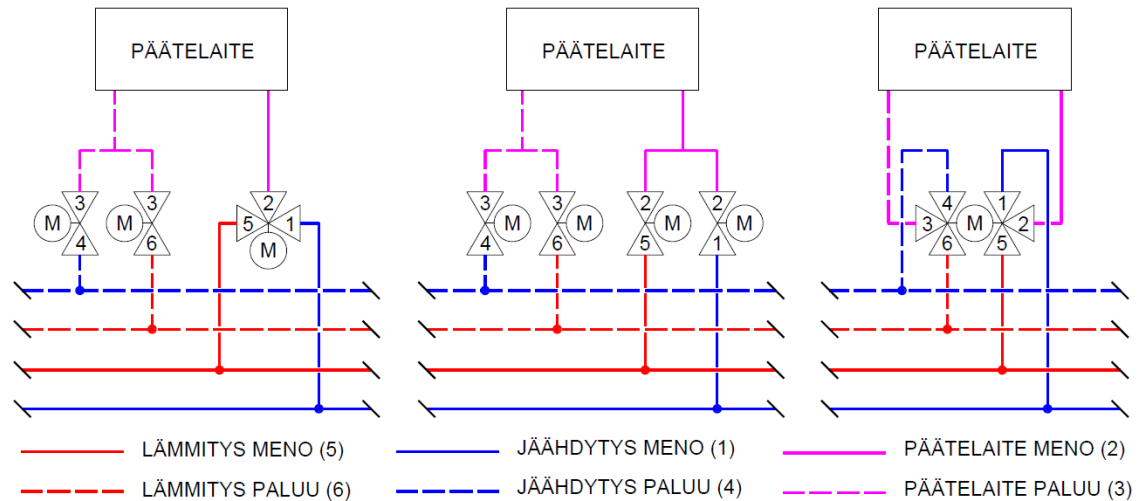 PÄÄTELAITE PÄÄTELAITE PÄÄTELAITE
3 3 2 3 3 2 2 4 1
M M 5 1 M M M M 3 M 2
4 6 M 4 6 5 1 6 5
LÄMMITYS MENO (5) JÄÄHDYTYS MENO (1) PÄÄTELAITE MENO (2)
LÄMMITYS PALUU (6) JÄÄHDYTYS PALUU (4) PÄÄTELAITE PALUU (3)